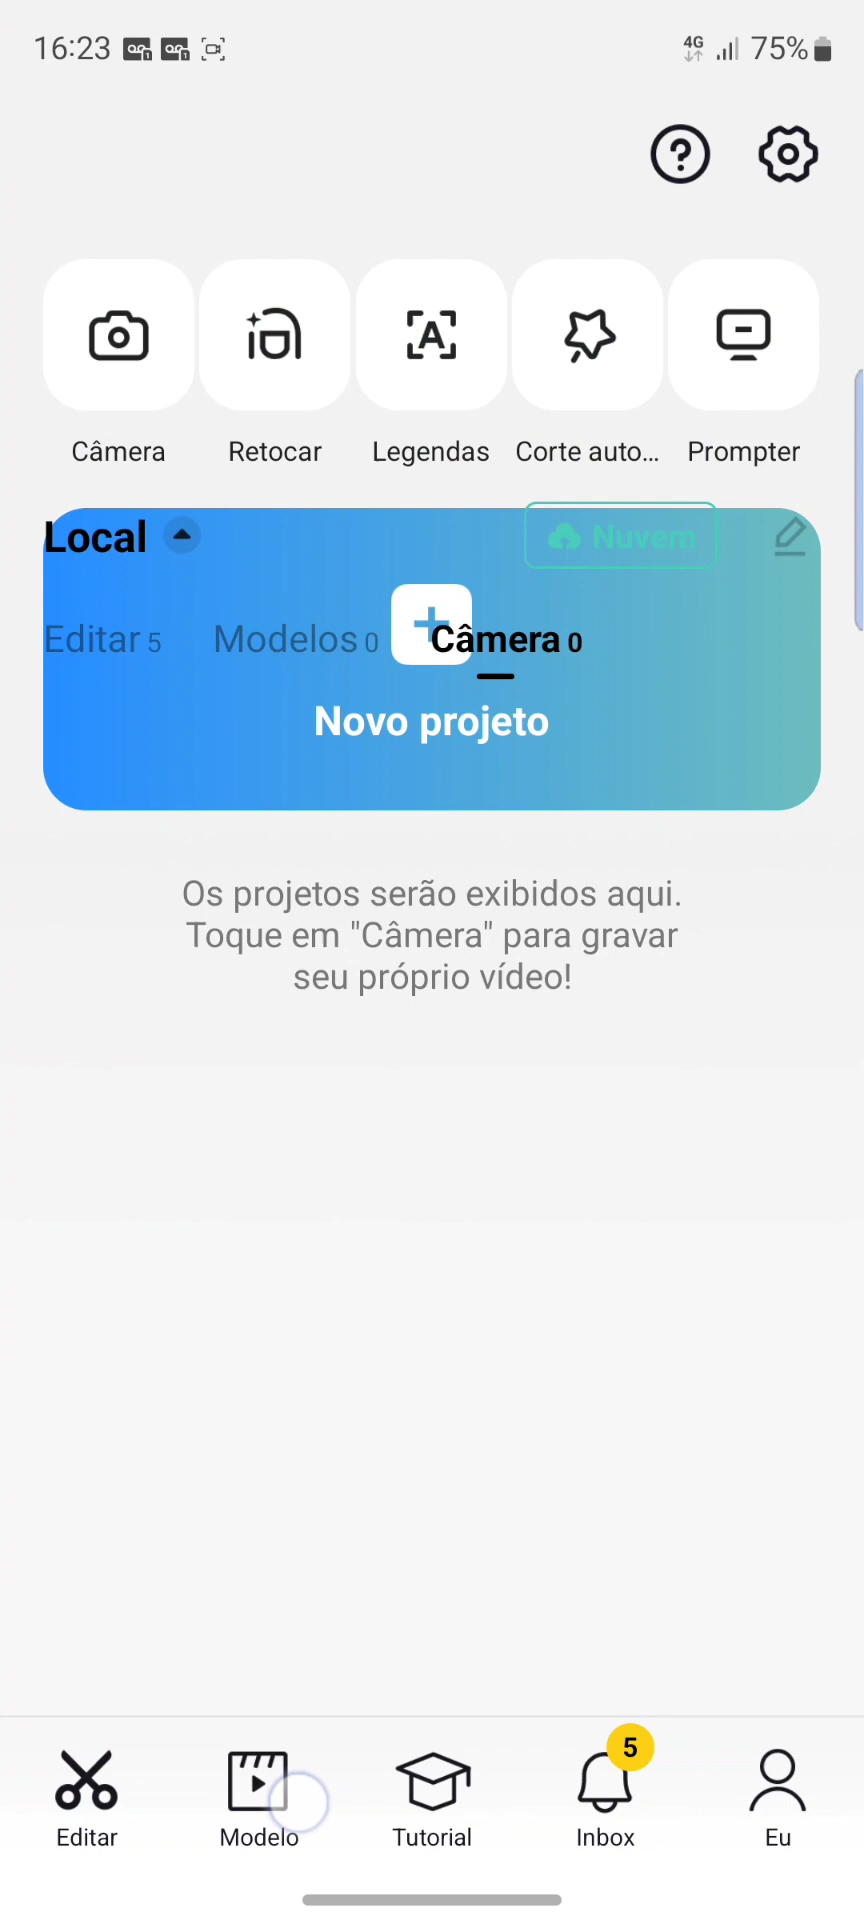 16:23
4G 75%
Câmera Retocar Legendas Corte auto... Prompter
Local Nuvem
Editar 5 Modelos 0 Câmera 0
Novo projeto
Os projetos serão exibidos aqui.
Toque em "Câmera" para gravar
seu próprio vídeo!
5
Editar Modelo Tutorial Inbox Eu